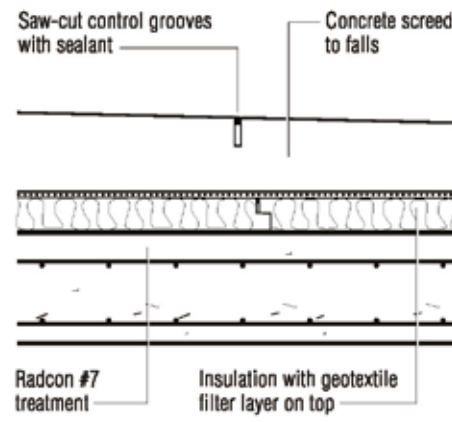 Saw-cut control grooves
with sealant
Concrete screed
to falls
Radcon #7
treatment
Insulation with geotextile
filter layer on top